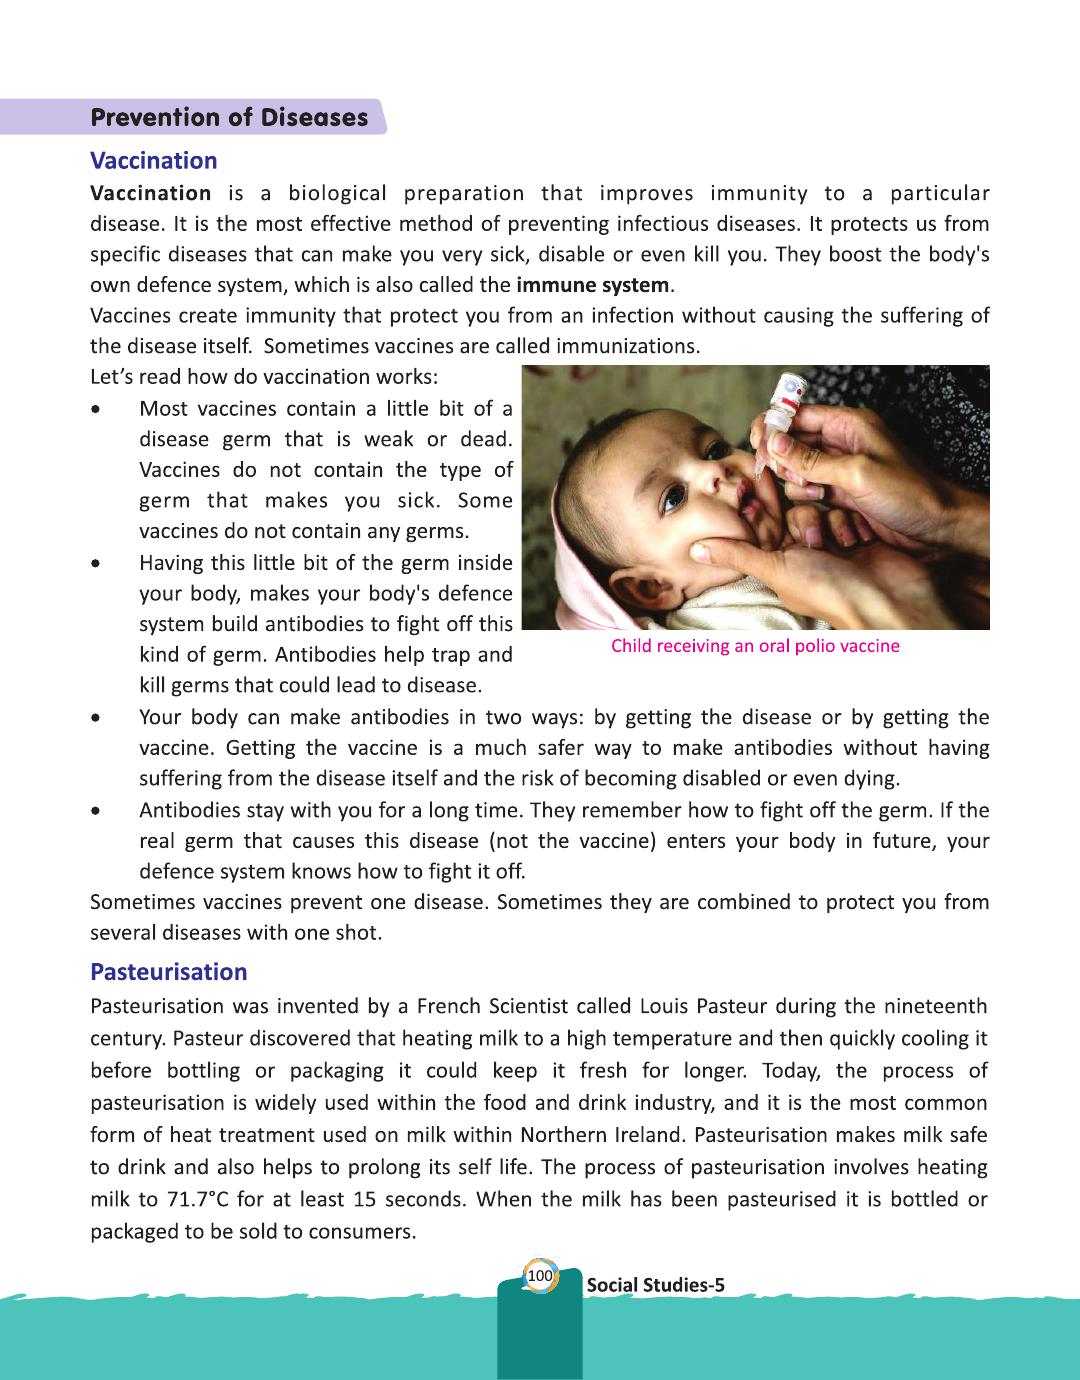 Prevention of Diseases
Vaccination
Vaccination is a biological preparation that improves immunity to a particular
disease. It is the most effective method of preventing infectious diseases. It protects us from
specific diseases that can make you very sick, disable or even kill you. They boost the body's
own defence system, which is also called the immune system.
Vaccines create immunity that protect you from an infection without causing the suffering of
the disease itself. Sometimes vaccines are called immunizations.
Let’s read how do vaccination works:
• Most vaccines contain a little bit of a
disease germ that is weak or dead.
Vaccines do not contain the type of
germ that makes you sick. Some
vaccines do not contain any germs.
• Having this little bit of the germ inside
your body, makes your body's defence
system build antibodies to fight off this
kind of germ. Antibodies help trap and
kill germs that could lead to disease.
Child receiving an oral polio vaccine
• Your body can make antibodies in two ways: by getting the disease or by getting the
vaccine. Getting the vaccine is a much safer way to make antibodies without having
suffering from the disease itself and the risk of becoming disabled or even dying.
• Antibodies stay with you for a long time. They remember how to fight off the germ. If the
real germ that causes this disease (not the vaccine) enters your body in future, your
defence system knows how to fight it off.
Sometimes vaccines prevent one disease. Sometimes they are combined to protect you from
several diseases with one shot.
Pasteurisation
Pasteurisation was invented by a French Scientist called Louis Pasteur during the nineteenth
century. Pasteur discovered that heating milk to a high temperature and then quickly cooling it
before bottling or packaging it could keep it fresh for longer. Today, the process of
pasteurisation is widely used within the food and drink industry, and it is the most common
form of heat treatment used on milk within Northern Ireland. Pasteurisation makes milk safe
to drink and also helps to prolong its self life. The process of pasteurisation involves heating
milk to 71.7°C for at least 15 seconds. When the milk has been pasteurised it is bottled or
packaged to be sold to consumers.
100
Social Studies-5